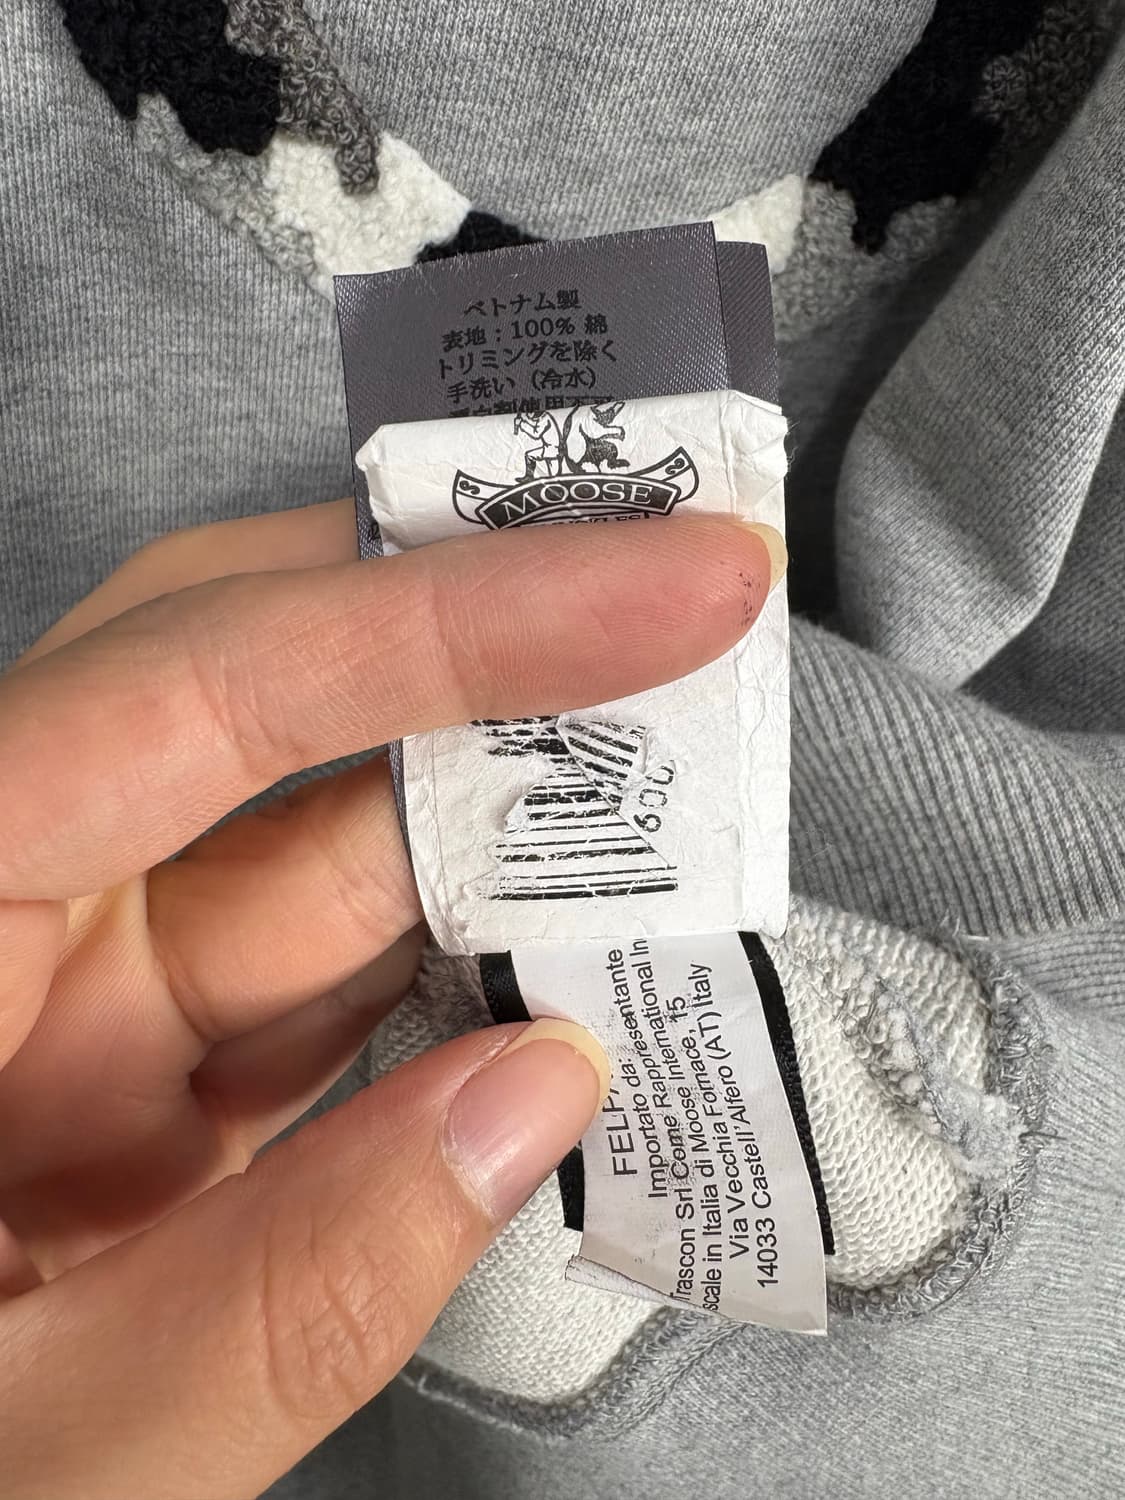 ベトナム製
表地:100% 綿
トリミングを除く
手洗い(冷水)
MOOSE
600
Importato da:
Trascon Srl Come Rappresentante
scale in Italia di Moose International In
Via Vecchia Fornace, 15
14033 Castell'Alfero (AT) Italy